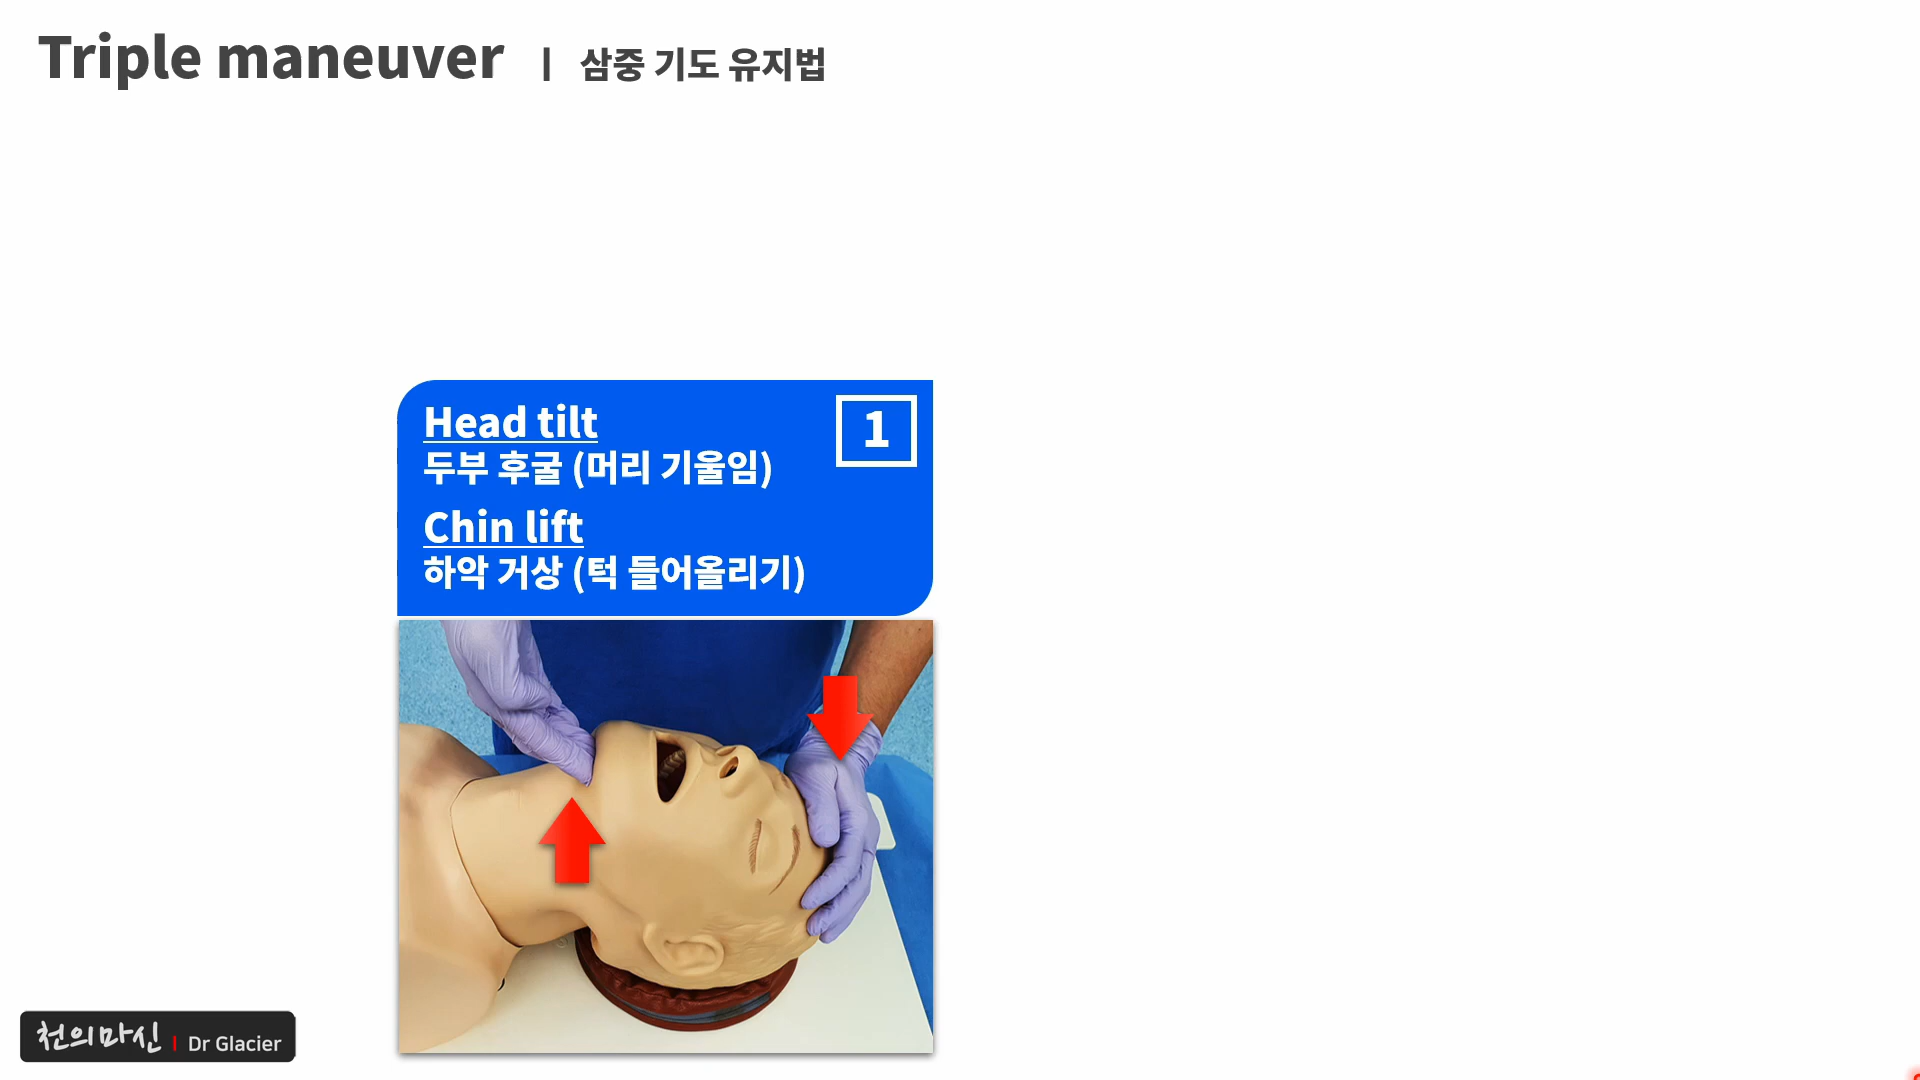 Triple maneuver | 삼중 기도 유지법
Head tilt
1
두부 후굴 (머리 기울임)
Chin lift
하악 거상 (턱 들어올리기)
천의마신 | Dr Glacier